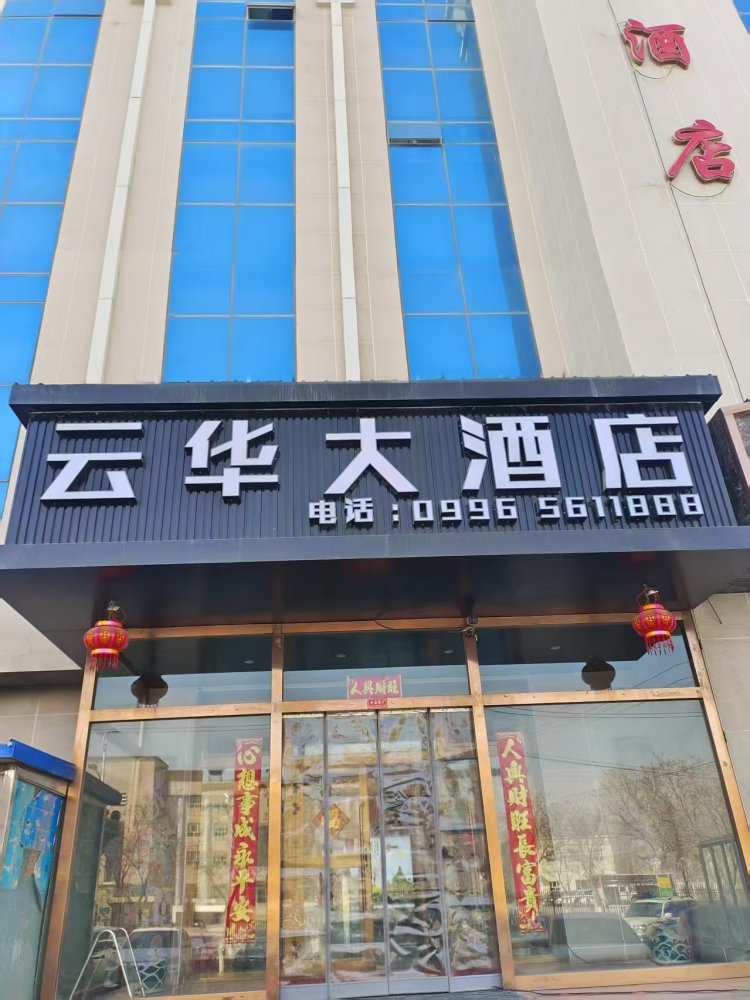 酒店
云华大酒店
电话：0996 5611888
人興财旺
心想事成永平安
人興财旺長富貴